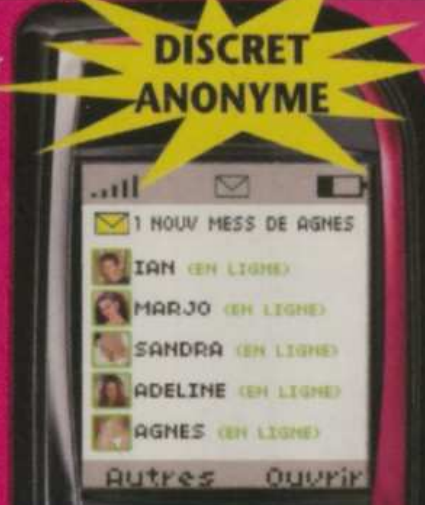 DISCRET
ANONYME
1 NOUV MESS DE AGNES
IAN (EN LIGNE)
MARJO (EN LIGNE)
SANDRA (EN LIGNE)
ADELINE (EN LIGNE)
AGNES (EN LIGNE)
Autres Ouvrir